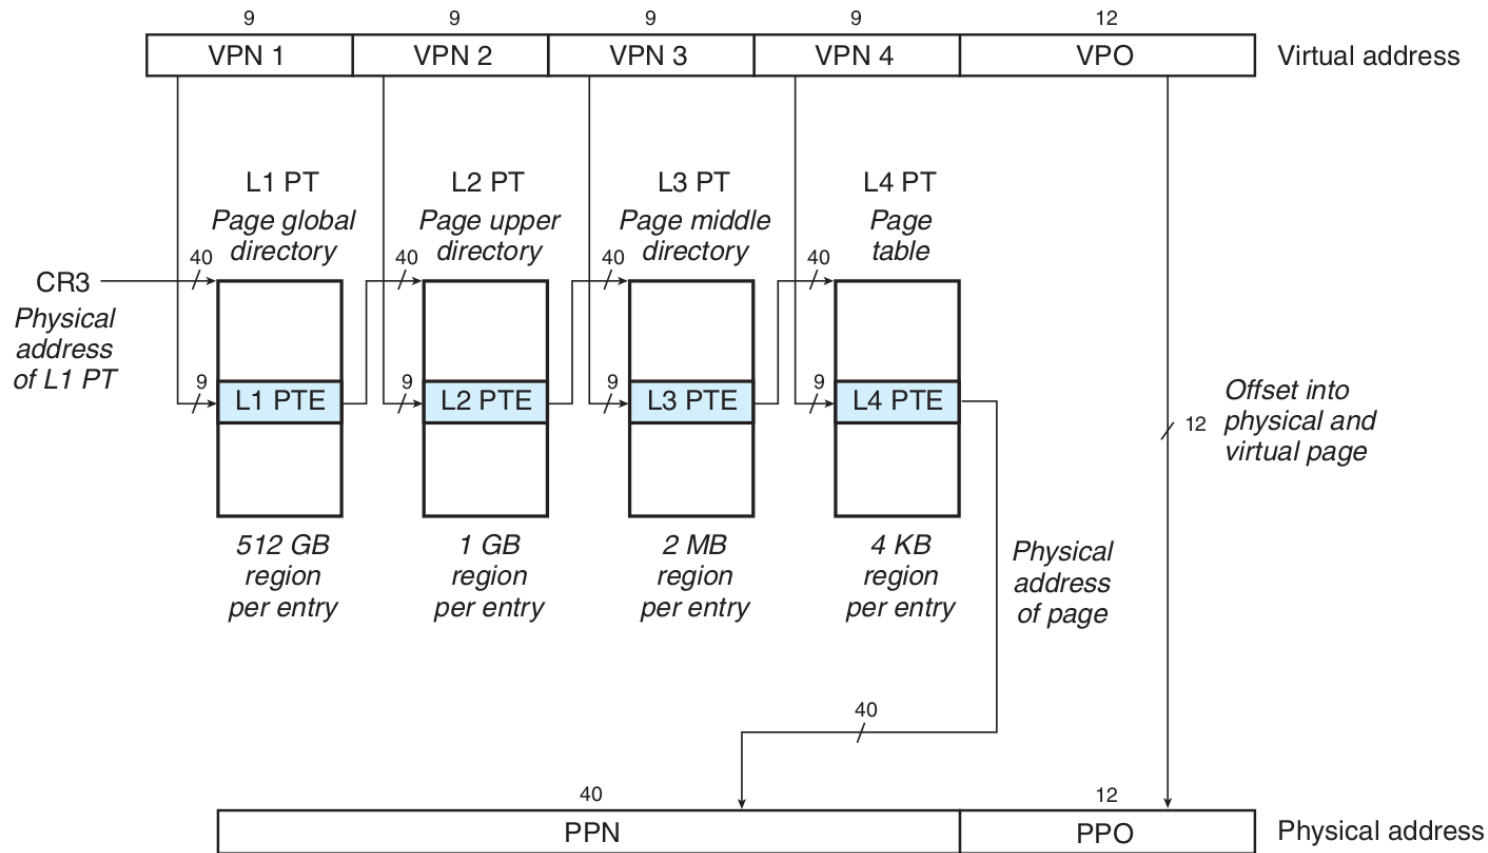 9 9 9 9 12
VPN 1 VPN 2 VPN 3 VPN 4 VPO Virtual address
L1 PT L2 PT L3 PT L4 PT
Page global Page upper Page middle Page
directory directory directory table
40 40 40 40
CR3
Physical
address
of L1 PT
9 9 9 9
L1 PTE L2 PTE L3 PTE L4 PTE
Offset into
12 physical and
virtual page
512 GB 1 GB 2 MB 4 KB
region region region region
per entry per entry per entry per entry
Physical
address
of page
40
40 12
PPN PPO Physical address